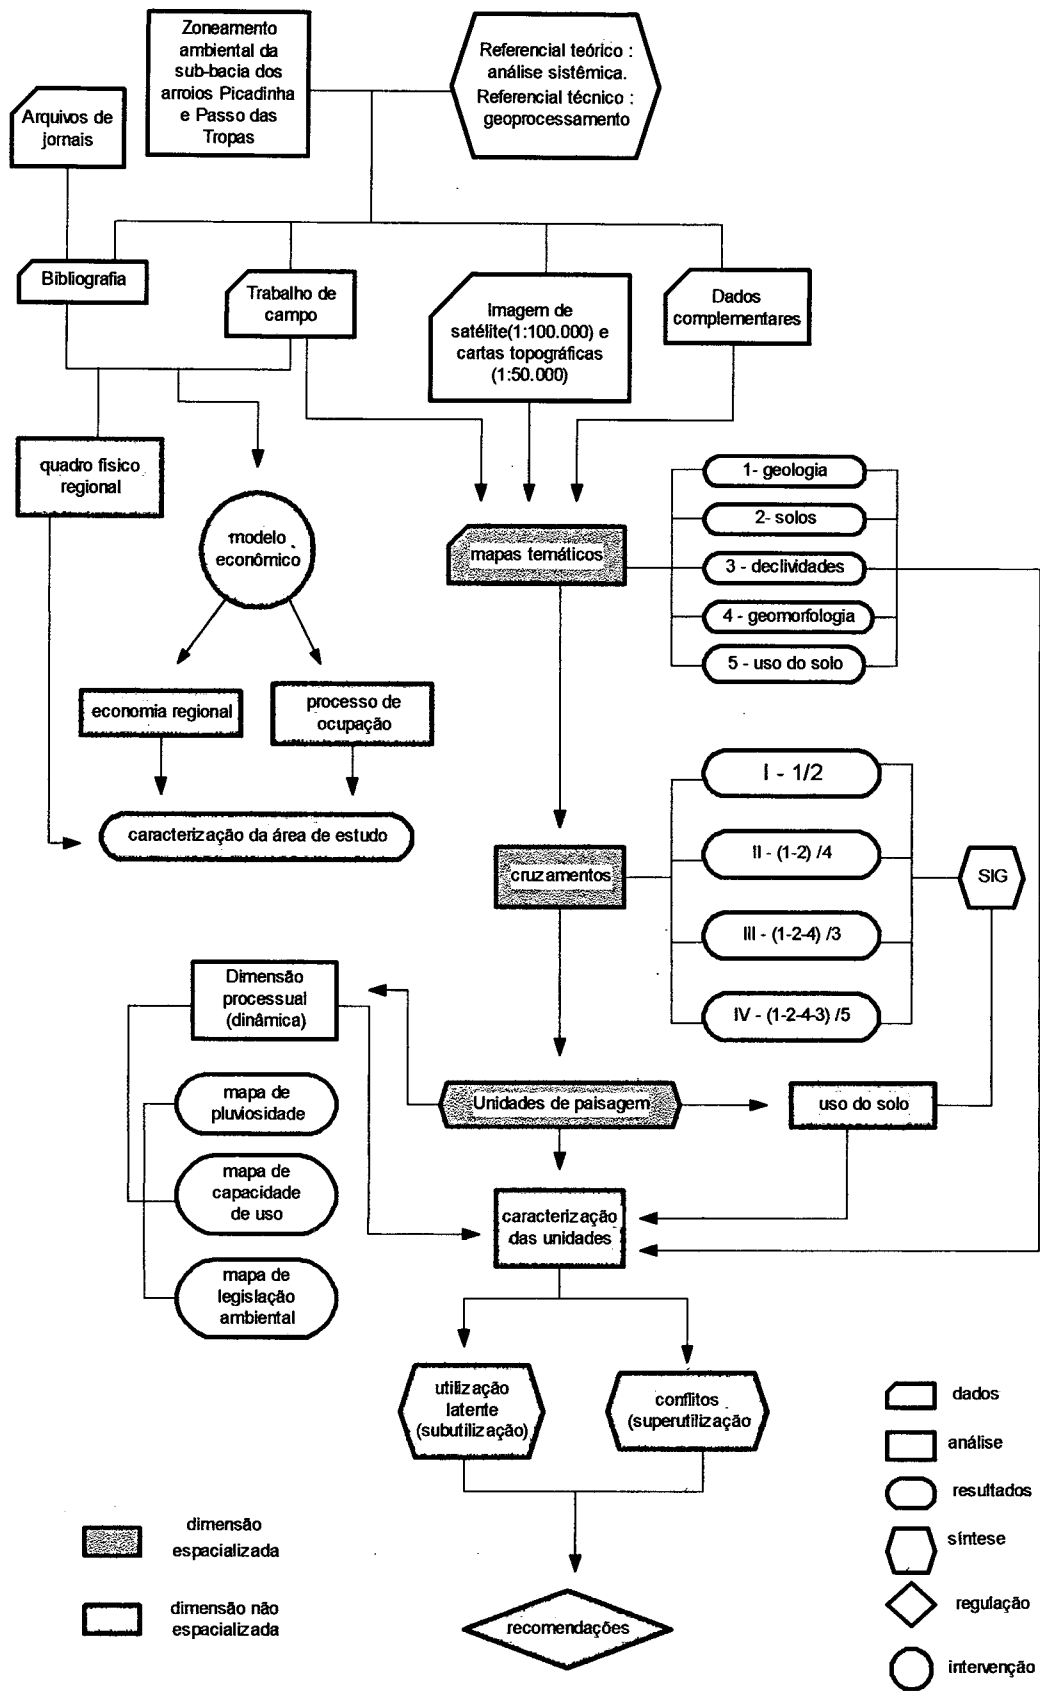 Zoneamento
ambiental da
sub-bacia dos
arroios Picadinha
e Passo das
Tropas
Referencial teórico :
análise sistêmica.
Referencial técnico :
geoprocessamento
Arquivos de
jornais
Bibliografia
Trabalho de
campo
Imagem de
satélite(1:100.000) e
cartas topográficas
(1:50.000)
Dados
complementares
quadro físico
regional
modelo
econômico
mapas temáticos
1- geologia
2- solos
3 - declividades
4 - geomorfologia
5 - uso do solo
economia regional
processo de
ocupação
caracterização da área de estudo
cruzamentos
I - 1/2
II - (1-2) /4
III - (1-2-4) /3
IV - (1-2-4-3) /5
SIG
Dimensão
processual
(dinâmica)
mapa de
pluviosidade
mapa de
capacidade
de uso
mapa de
legislação
ambiental
Unidades de paisagem
uso do solo
caracterização
das unidades
utilização
latente
(subutilização)
conflitos
(superutilização
recomendações
dimensão
espacializada
dimensão não
espacializada
dados
análise
resultados
síntese
regulação
intervenção